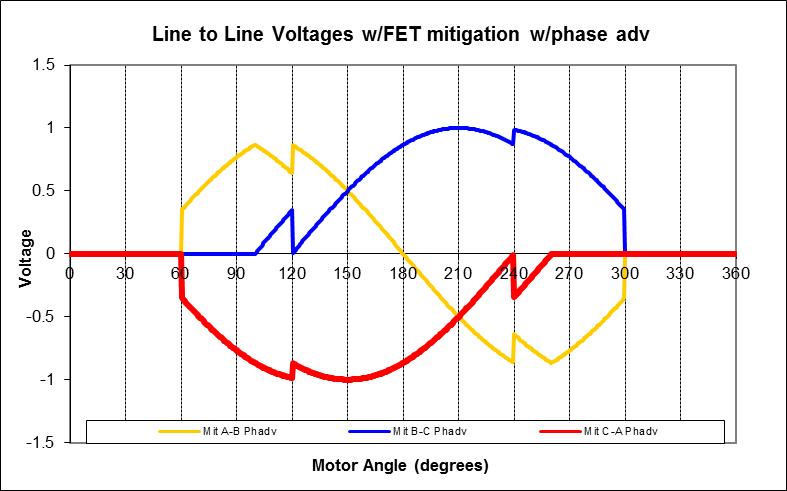 Line to Line Voltages w/FET mitigation w/phase adv
1.5
1
0.5
0
-0.5
-1
-1.5
Voltage
0 30 60 90 120 150 180 210 240 270 300 330 360
Mit A-B Phadv Mit B-C Phadv Mit C-A Phadv
Motor Angle (degrees)